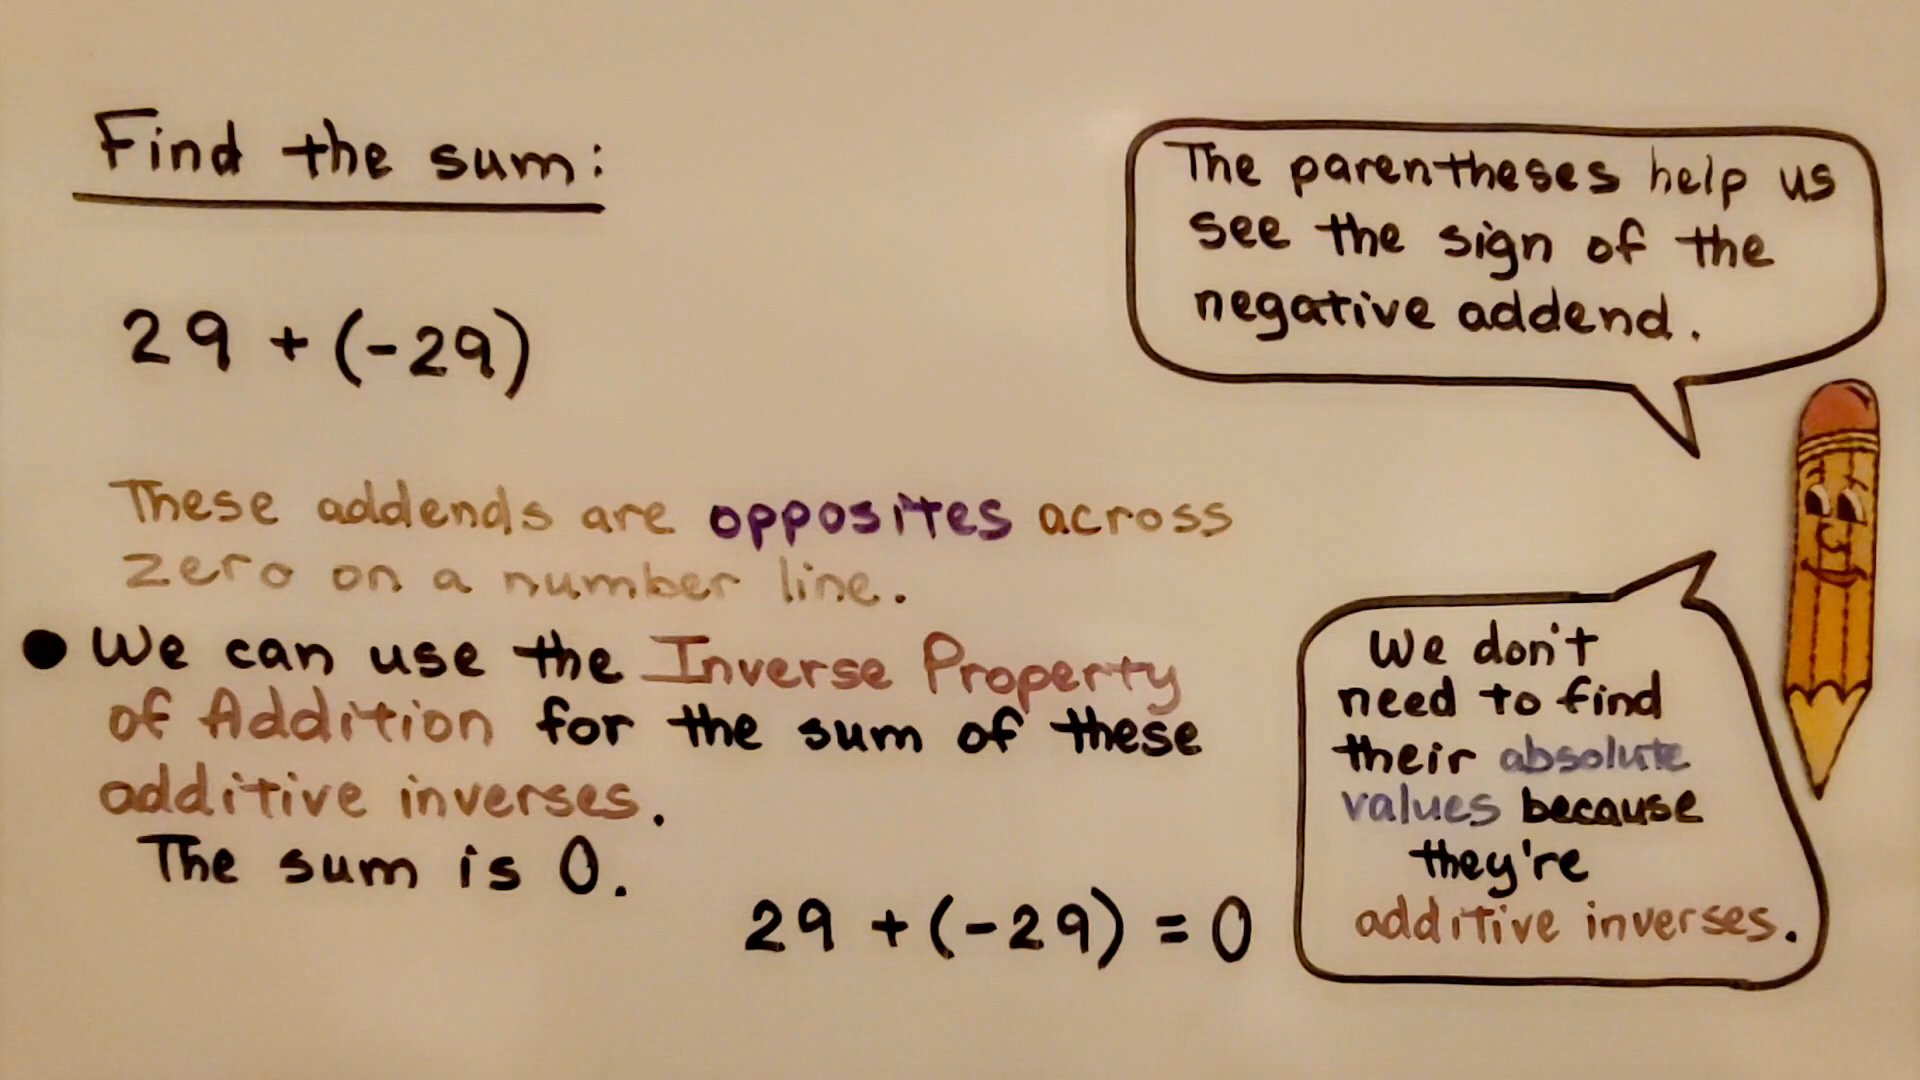 Find the sum:
29 + (-29)
These addends are opposites across
zero on a number line.
● We can use the Inverse Property
of Addition for the sum of these
additive inverses.
The sum is 0.
29 + (-29) = 0
The parentheses help us
see the sign of the
negative addend.
We don't
need to find
their absolute
values because
they're
additive inverses.